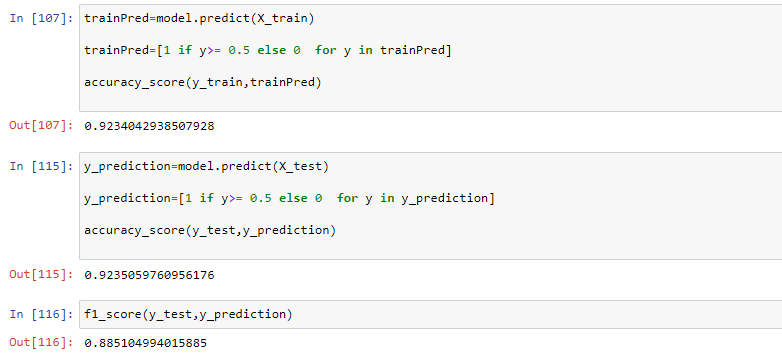 In [107]: trainPred=model.predict(X_train)
trainPred=[1 if y>= 0.5 else 0  for y in trainPred]
accuracy_score(y_train,trainPred)
Out[107]: 0.9234042938507928
In [115]: y_prediction=model.predict(X_test)
y_prediction=[1 if y>= 0.5 else 0  for y in y_prediction]
accuracy_score(y_test,y_prediction)
Out[115]: 0.9235059760956176
In [116]: f1_score(y_test,y_prediction)
Out[116]: 0.885104994015885